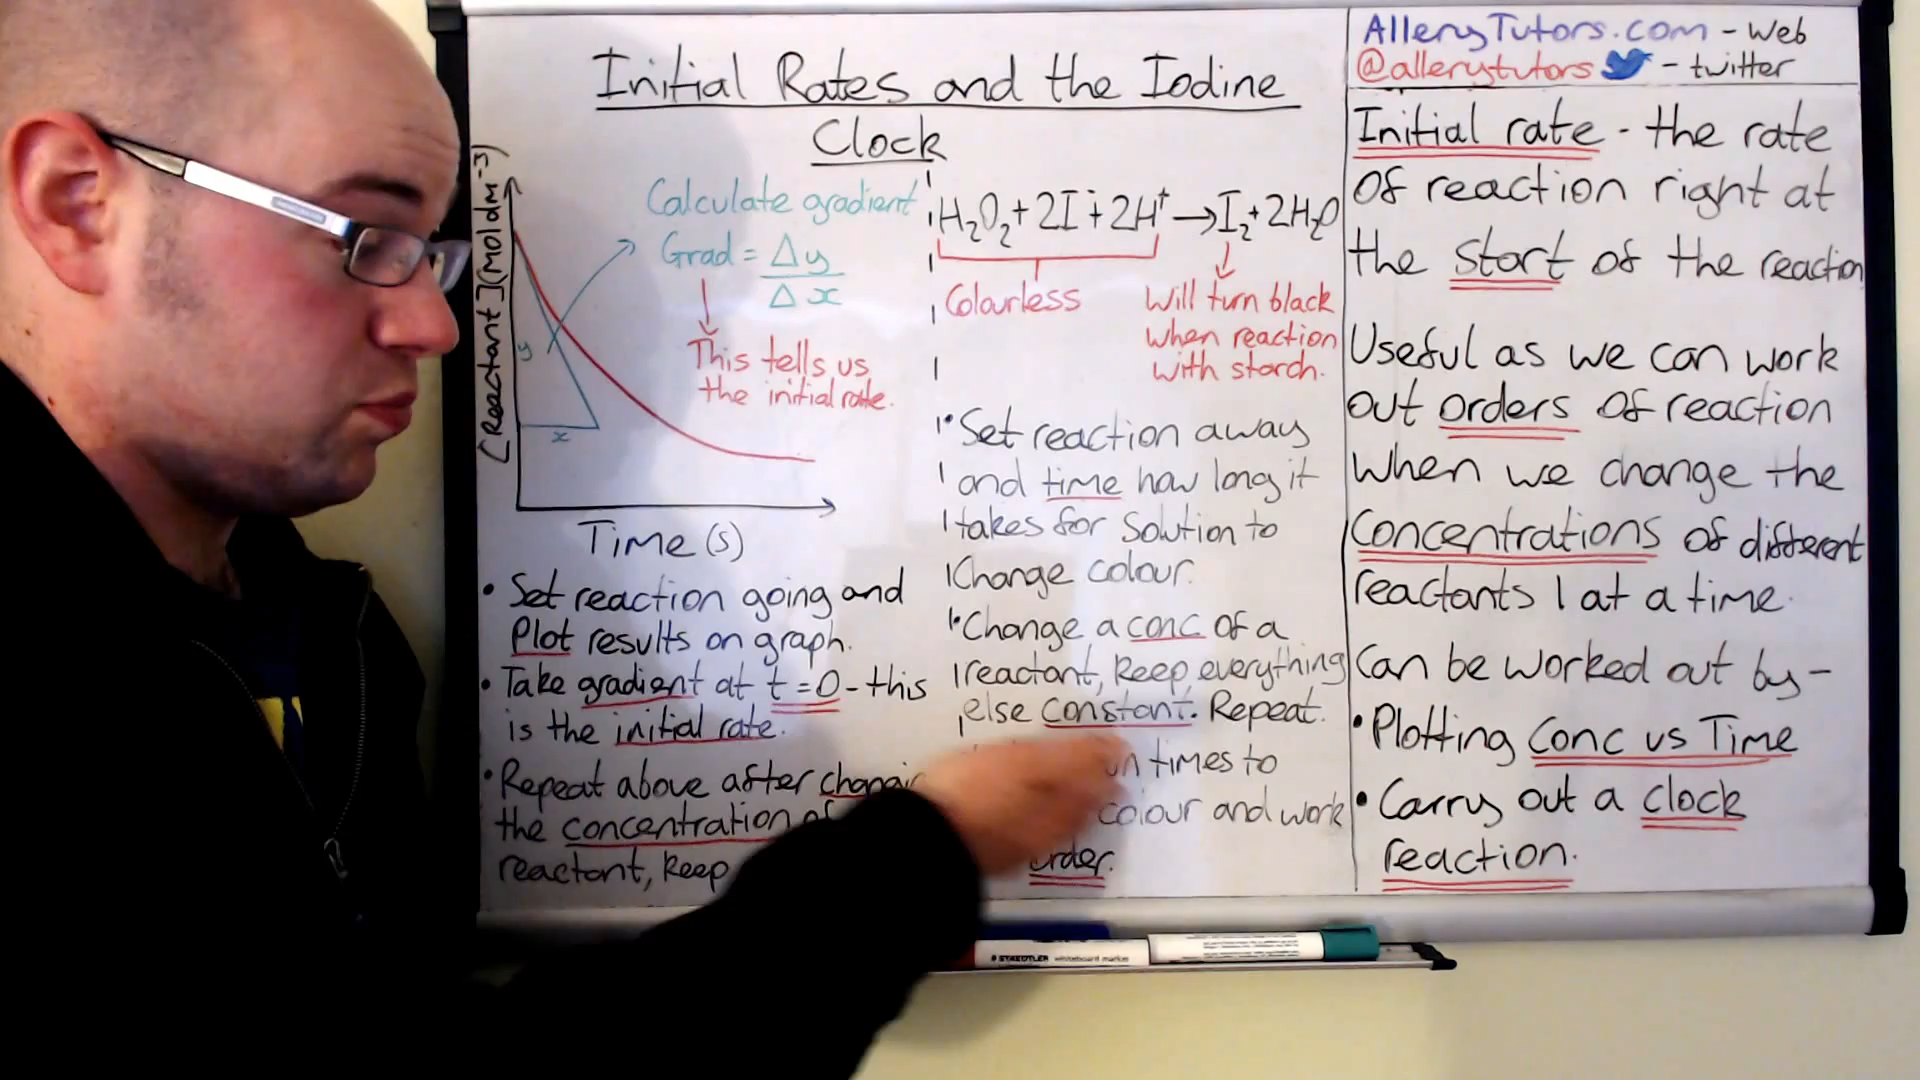 Initial Rates and the Iodine
Clock
[Reactant] (mol dm⁻³)
y
x
Time (s)
Calculate gradient
Grad = Δy
Δx
This tells us
the initial rate.
• Set reaction going and
Plot results on graph.
• Take gradient at t=0 - this
is the initial rate.
• Repeat above after
the concentration
reactant, keep
H₂O₂ + 2I⁻ + 2H⁺ → I₂ + 2H₂O
Colourless
Will turn black
when reaction
with starch.
• Set reaction away
and time how long it
takes for Solution to
Change colour.
• Change a conc of a
reactant, keep everything
else constant. Repeat.
times to
colour and work
order.
AlleryTutors.com - Web
@allerytutors - twitter
Initial rate - the rate
of reaction right at
the start of the reaction
Useful as we can work
out orders of reaction
when we change the
Concentrations of different
reactants 1 at a time.
Can be worked out by -
• Plotting Conc vs Time
• Carry out a clock
reaction.
STAEDTLER whiteboard marker